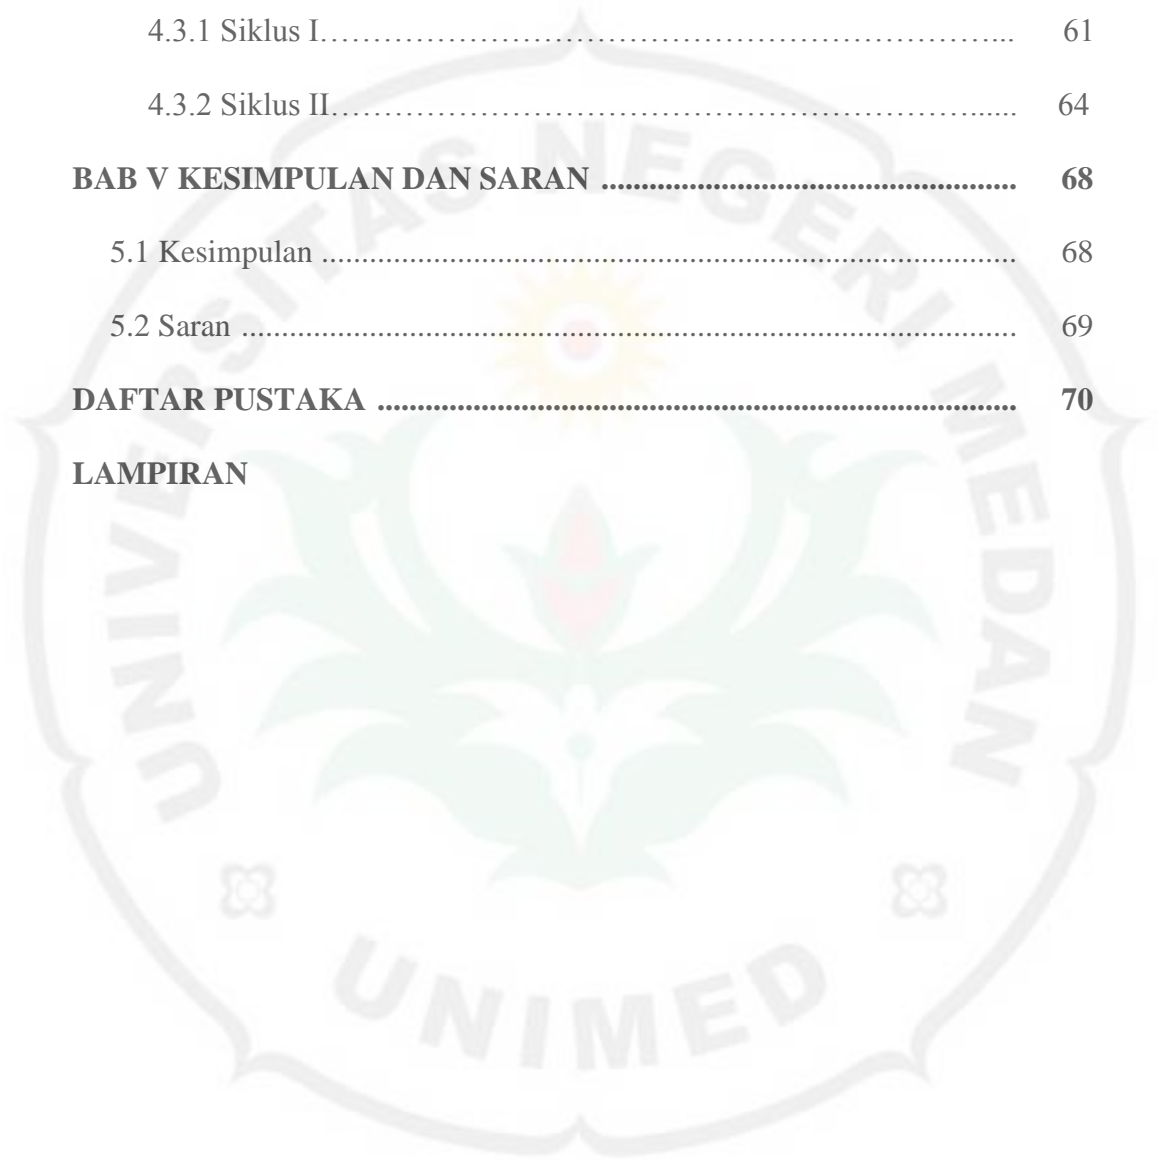 4.3.1 Siklus I…………………………………………………………………... 61
4.3.2 Siklus II………………………………………………………………...... 64
BAB V KESIMPULAN DAN SARAN .................................................... 68
5.1 Kesimpulan ....................................................................................... 68
5.2 Saran ................................................................................................. 69
DAFTAR PUSTAKA ................................................................................ 70
LAMPIRAN
UNIVERSITAS NEGERI MEDAN
UNIMED